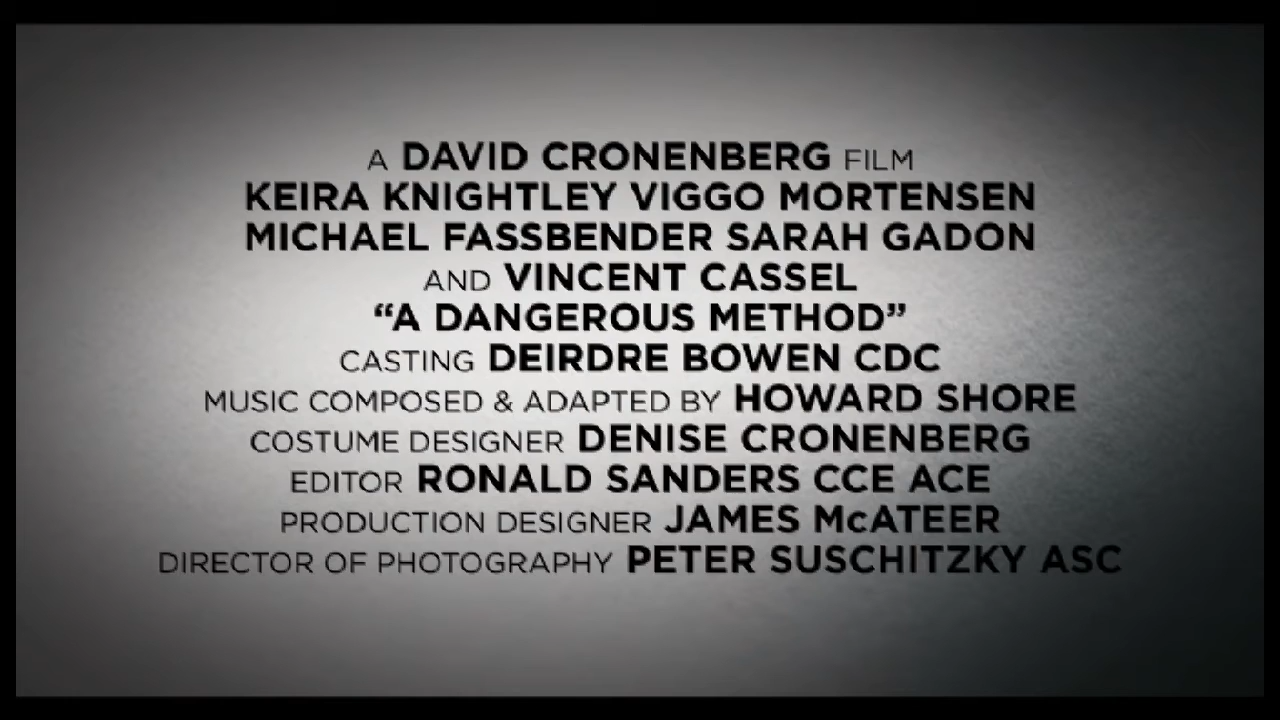 A DAVID CRONENBERG FILM
KEIRA KNIGHTLEY VIGGO MORTENSEN
MICHAEL FASSBENDER SARAH GADON
AND VINCENT CASSEL
“A DANGEROUS METHOD”
CASTING DEIRDRE BOWEN CDC
MUSIC COMPOSED & ADAPTED BY HOWARD SHORE
COSTUME DESIGNER DENISE CRONENBERG
EDITOR RONALD SANDERS CCE ACE
PRODUCTION DESIGNER JAMES McATEER
DIRECTOR OF PHOTOGRAPHY PETER SUSCHITZKY ASC